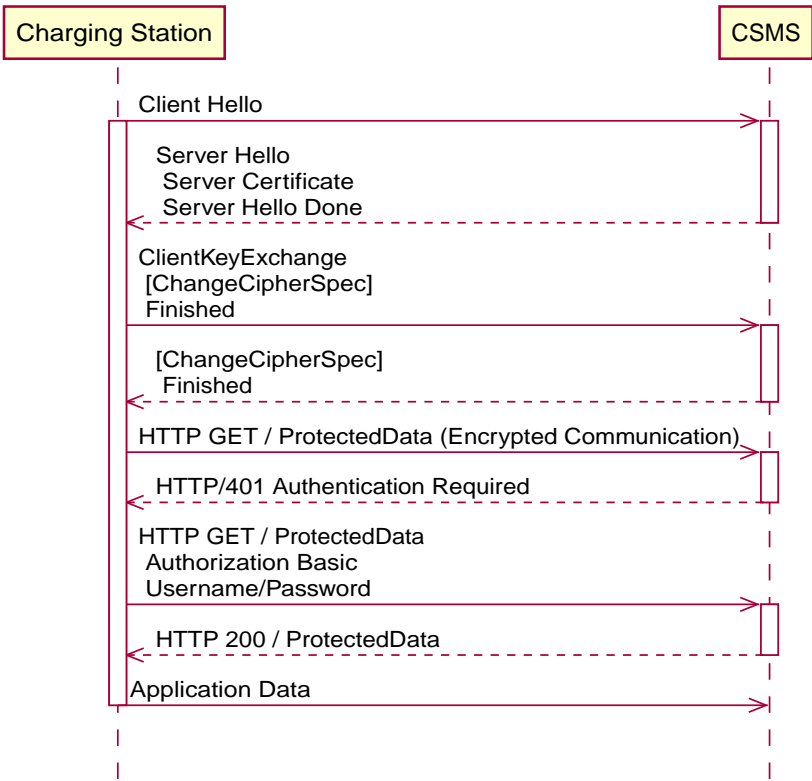 Charging Station
CSMS
Client Hello
Server Hello
Server Certificate
Server Hello Done
ClientKeyExchange
[ChangeCipherSpec]
Finished
[ChangeCipherSpec]
Finished
HTTP GET / ProtectedData (Encrypted Communication)
HTTP/401 Authentication Required
HTTP GET / ProtectedData
Authorization Basic
Username/Password
HTTP 200 / ProtectedData
Application Data